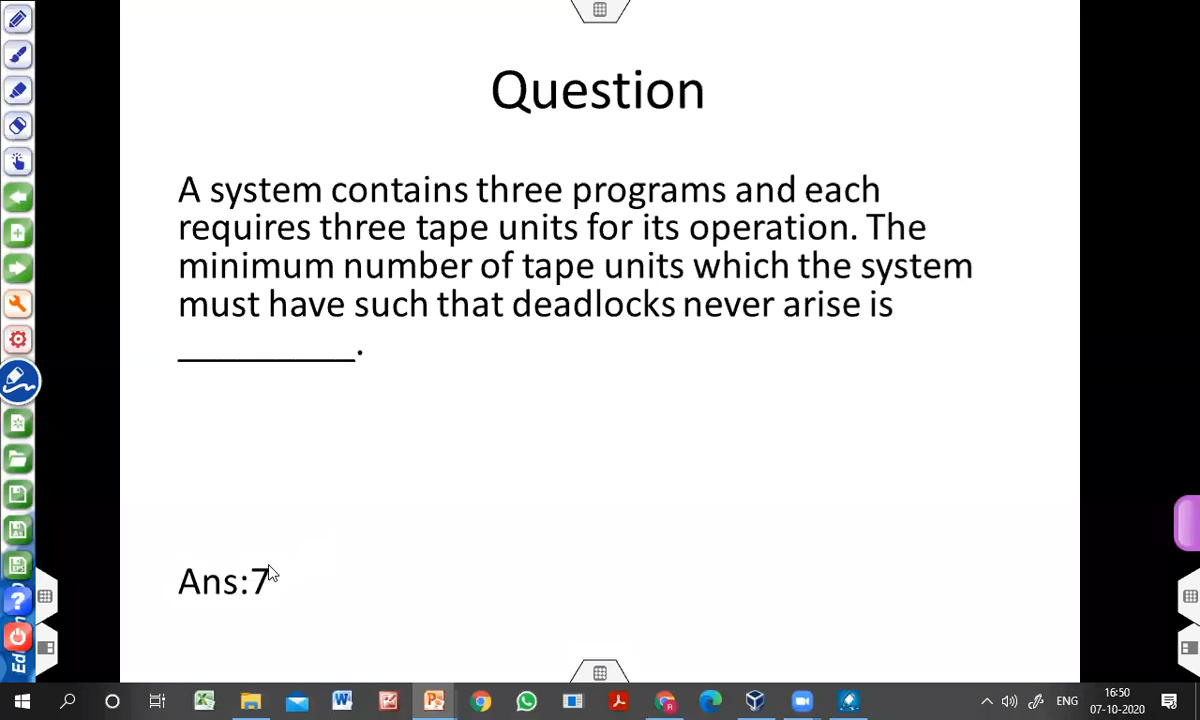 Question
A system contains three programs and each
requires three tape units for its operation. The
minimum number of tape units which the system
must have such that deadlocks never arise is
__________.
Ans:7
ENG
16:50
07-10-2020